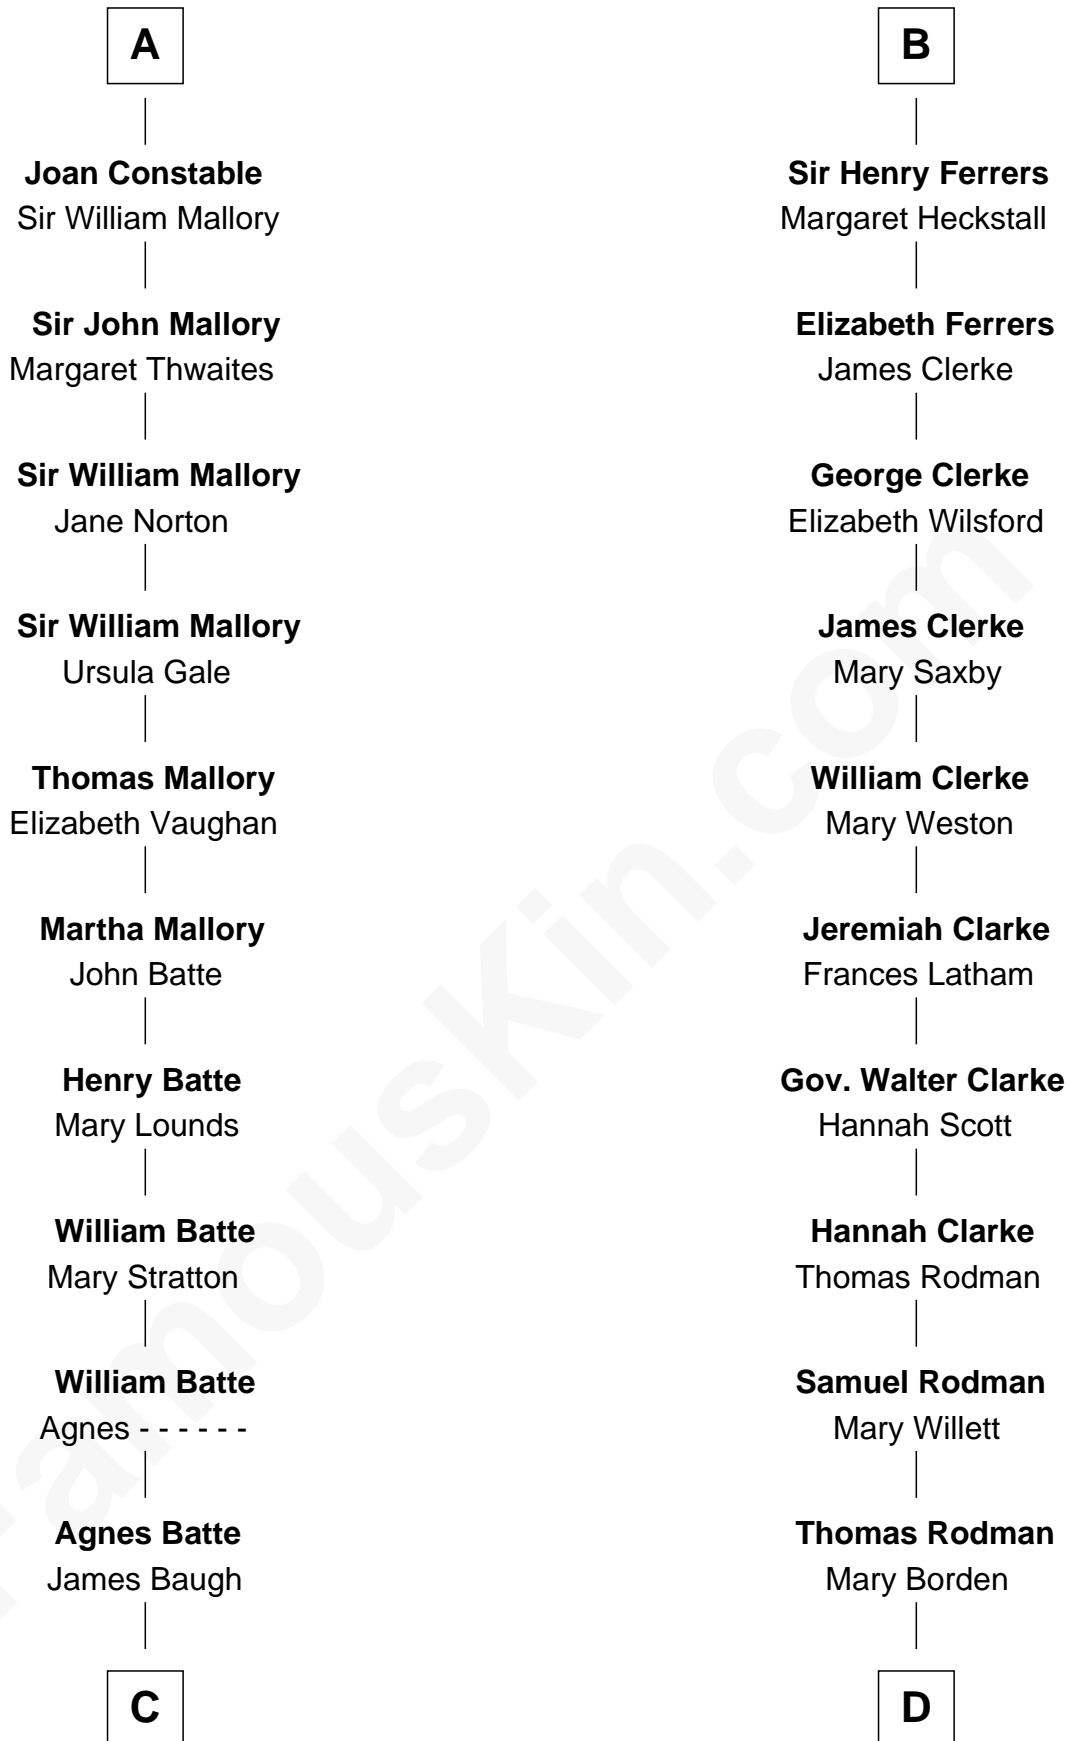 A
Joan Constable
Sir William Mallory
Sir John Mallory
Margaret Thwaites
Sir William Mallory
Jane Norton
Sir William Mallory
Ursula Gale
Thomas Mallory
Elizabeth Vaughan
Martha Mallory
John Batte
Henry Batte
Mary Lounds
William Batte
Mary Stratton
William Batte
Agnes - - - - - -
Agnes Batte
James Baugh
C
B
Sir Henry Ferrers
Margaret Heckstall
Elizabeth Ferrers
James Clerke
George Clerke
Elizabeth Wilsford
James Clerke
Mary Saxby
William Clerke
Mary Weston
Jeremiah Clarke
Frances Latham
Gov. Walter Clarke
Hannah Scott
Hannah Clarke
Thomas Rodman
Samuel Rodman
Mary Willett
Thomas Rodman
Mary Borden
D
FamousKin.com